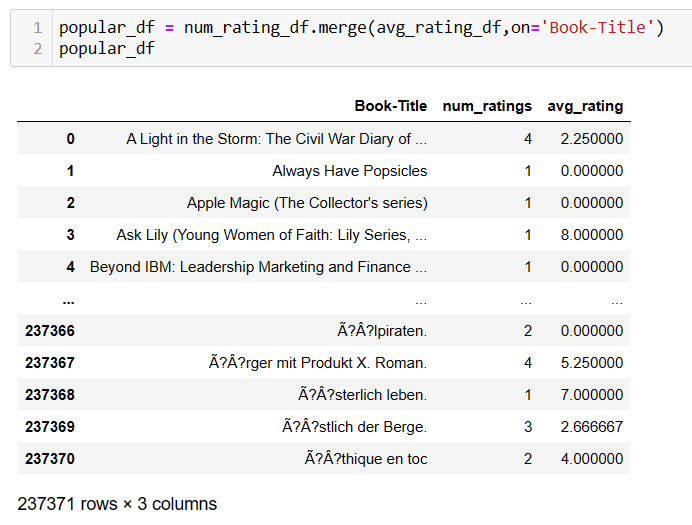 1 popular_df = num_rating_df.merge(avg_rating_df,on='Book-Title')
2 popular_df
Book-Title num_ratings avg_rating
0 A Light in the Storm: The Civil War Diary of ... 4 2.250000
1 Always Have Popsicles 1 0.000000
2 Apple Magic (The Collector's series) 1 0.000000
3 Ask Lily (Young Women of Faith: Lily Series, ... 1 8.000000
4 Beyond IBM: Leadership Marketing and Finance ... 1 0.000000
... ... ... ...
237366 Ã?Â?lpiraten. 2 0.000000
237367 Ã?Â?rger mit Produkt X. Roman. 4 5.250000
237368 Ã?Â?sterlich leben. 1 7.000000
237369 Ã?Â?stlich der Berge. 3 2.666667
237370 Ã?Â?thique en toc 2 4.000000
237371 rows × 3 columns